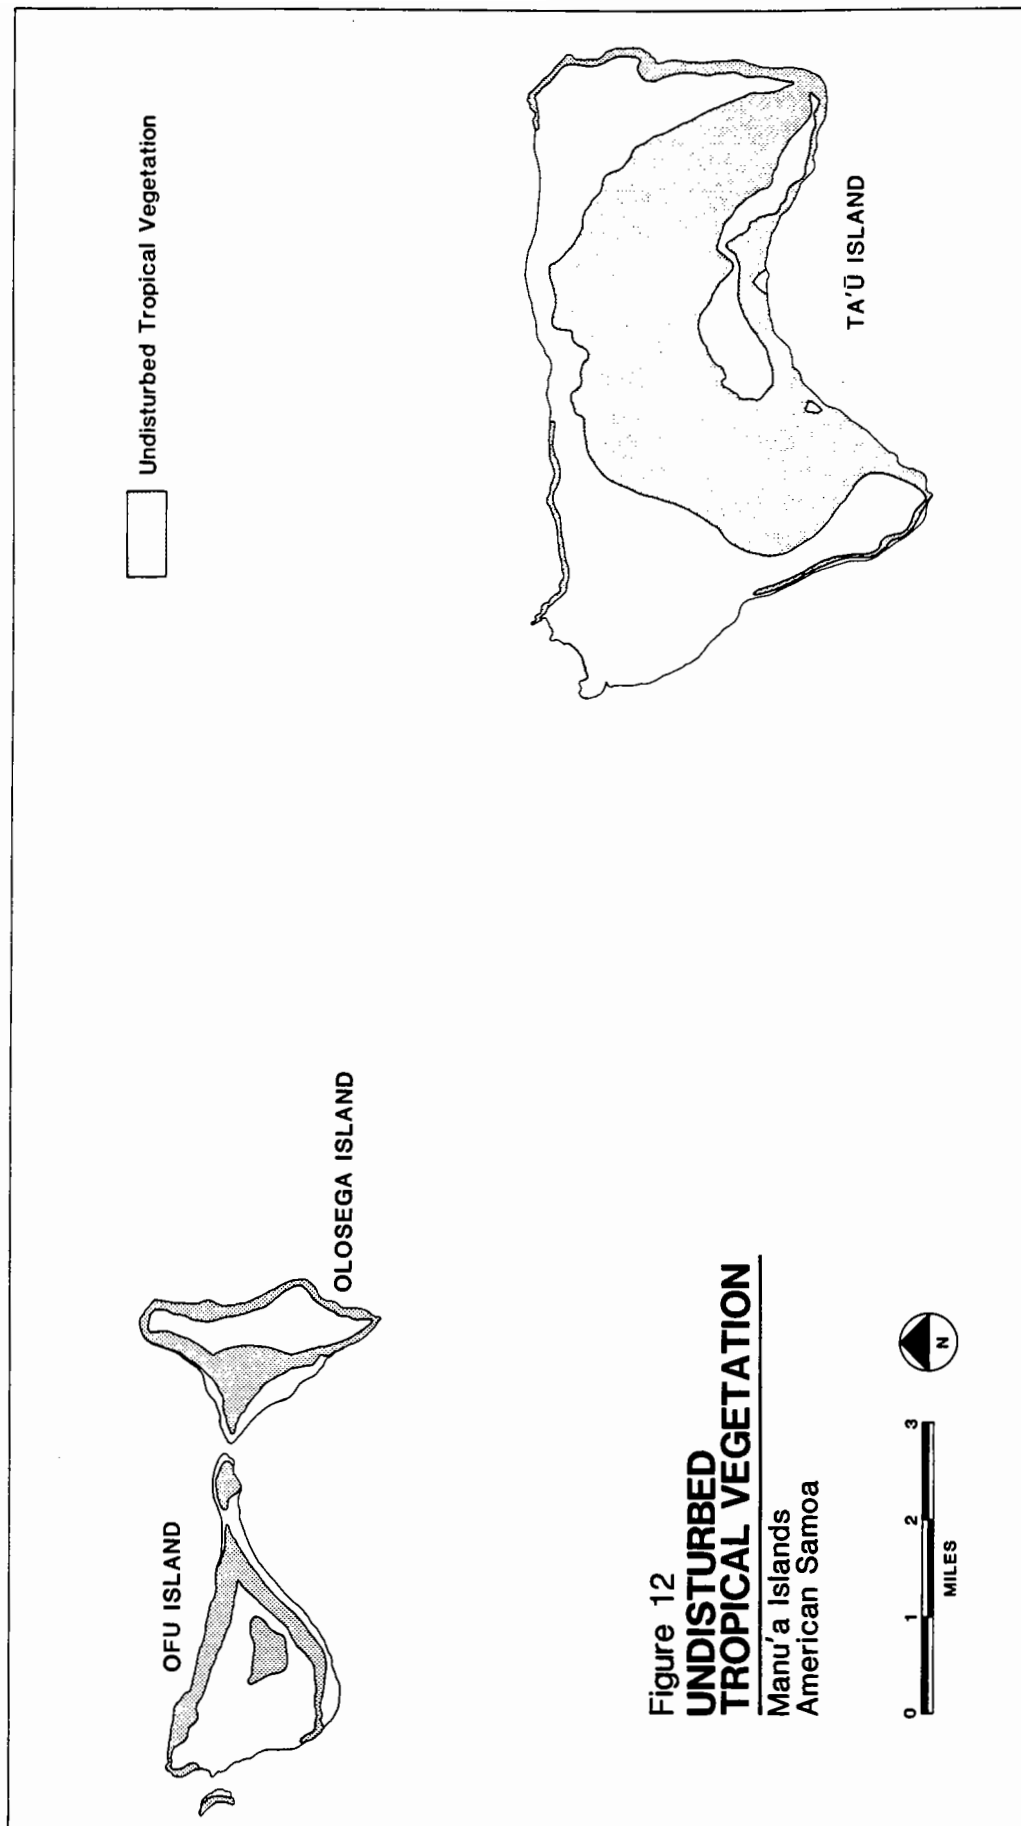 Undisturbed Tropical Vegetation
OFU ISLAND
OLOSEGA ISLAND
TA'Ū ISLAND
Figure 12
UNDISTURBED
TROPICAL VEGETATION
Manu'a Islands
American Samoa
0 1 2 3
MILES
N